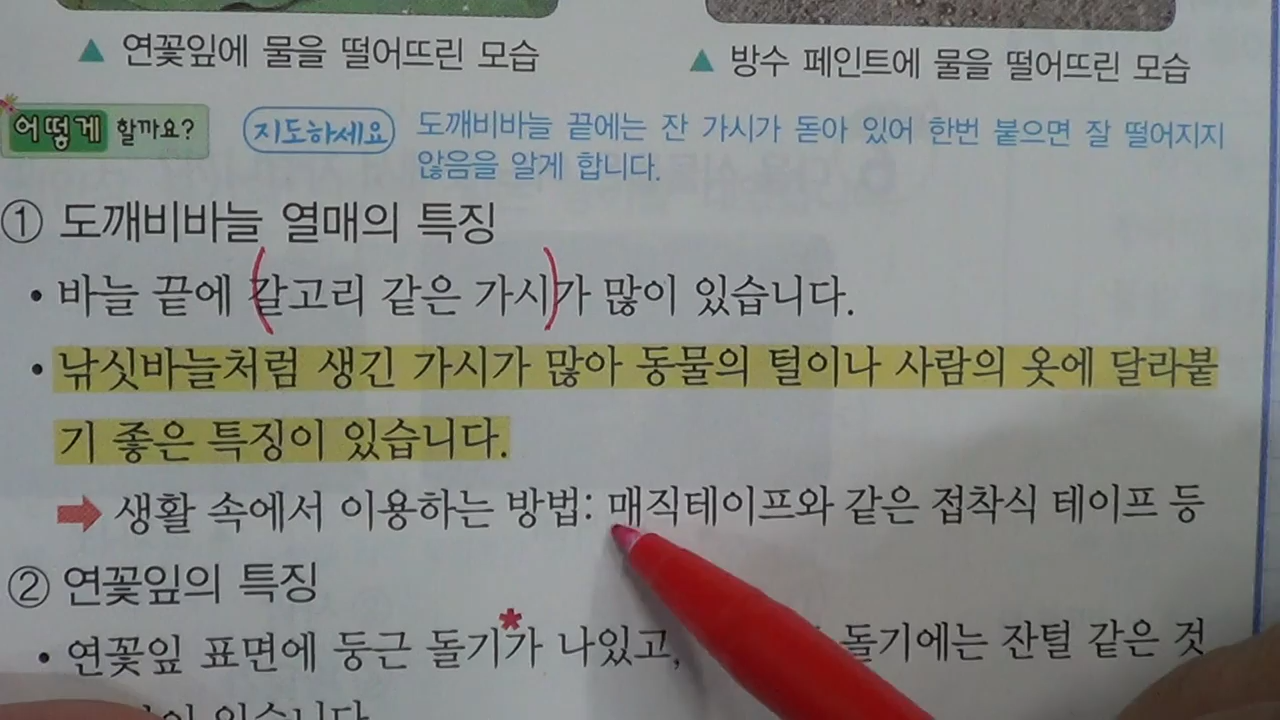 ▲ 연꽃잎에 물을 떨어뜨린 모습
▲ 방수 페인트에 물을 떨어뜨린 모습
어떻게 할까요?
지도하세요 도깨비바늘 끝에는 잔 가시가 돋아 있어 한번 붙으면 잘 떨어지지
않음을 알게 합니다.
① 도깨비바늘 열매의 특징
• 바늘 끝에 (갈고리 같은 가시)가 많이 있습니다.
• 낚싯바늘처럼 생긴 가시가 많아 동물의 털이나 사람의 옷에 달라붙
기 좋은 특징이 있습니다.
➡ 생활 속에서 이용하는 방법: 매직테이프와 같은 접착식 테이프 등
② 연꽃잎의 특징
• 연꽃잎 표면에 둥근 돌기*가 나있고, 돌기에는 잔털 같은 것
있습니다.